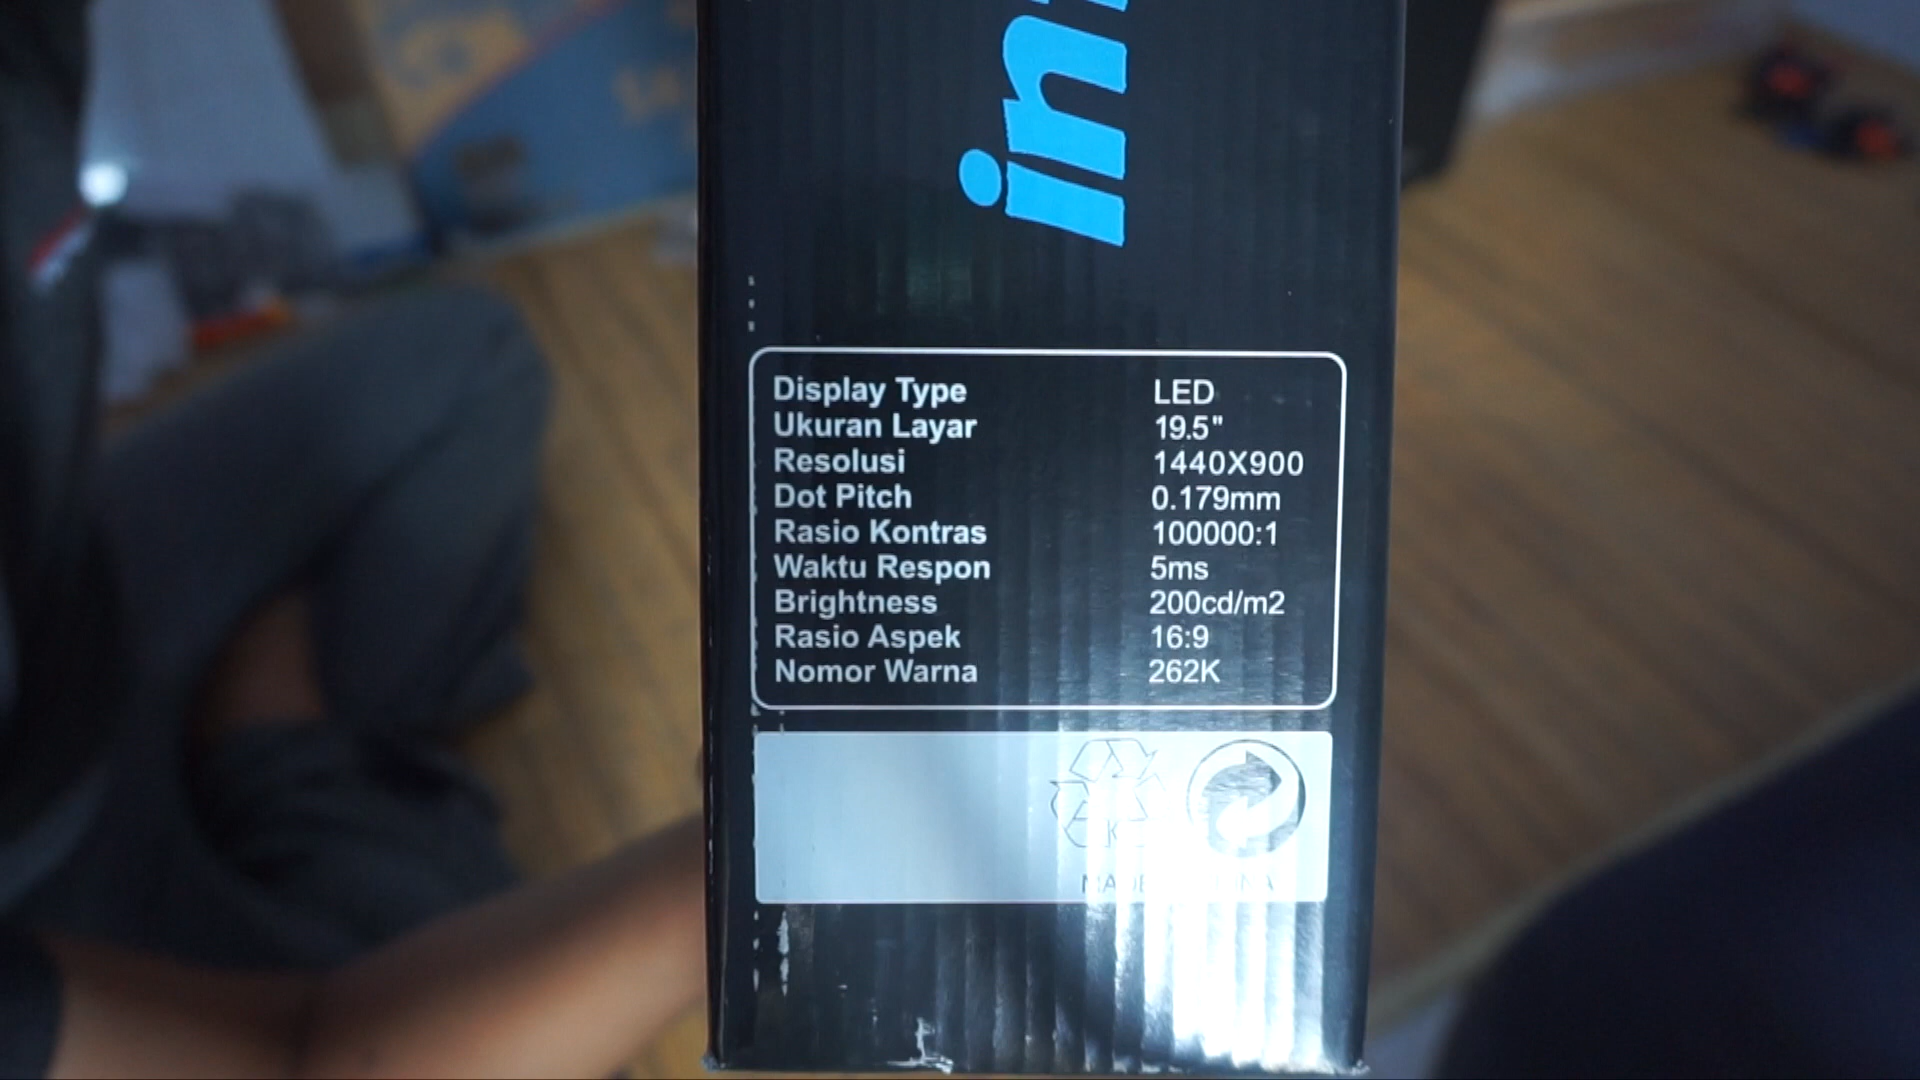 Display Type LED
Ukuran Layar 19.5"
Resolusi 1440X900
Dot Pitch 0.179mm
Rasio Kontras 100000:1
Waktu Respon 5ms
Brightness 200cd/m2
Rasio Aspek 16:9
Nomor Warna 262K